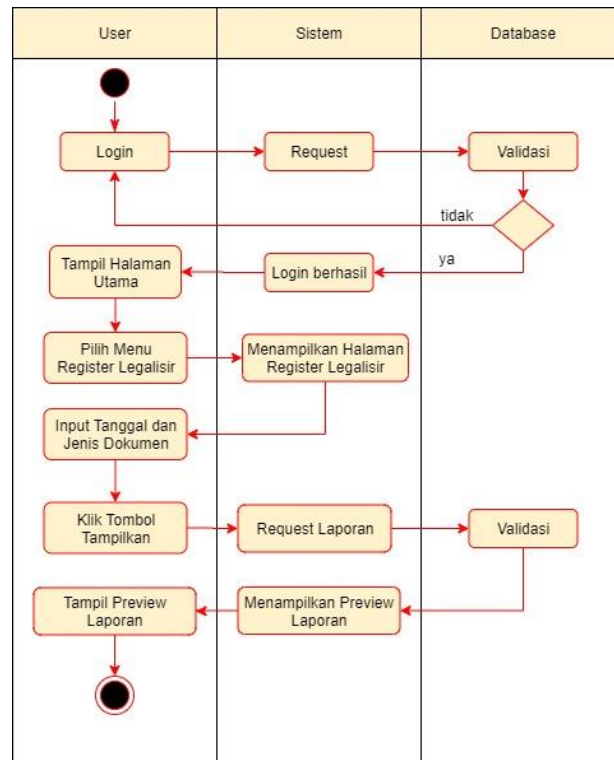 User
Sistem
Database
Login
Request
Validasi
tidak
ya
Login berhasil
Tampil Halaman
Utama
Pilih Menu
Register Legalisir
Menampilkan Halaman
Register Legalisir
Input Tanggal dan
Jenis Dokumen
Klik Tombol
Tampilkan
Request Laporan
Validasi
Menampilkan Preview
Laporan
Tampil Preview
Laporan